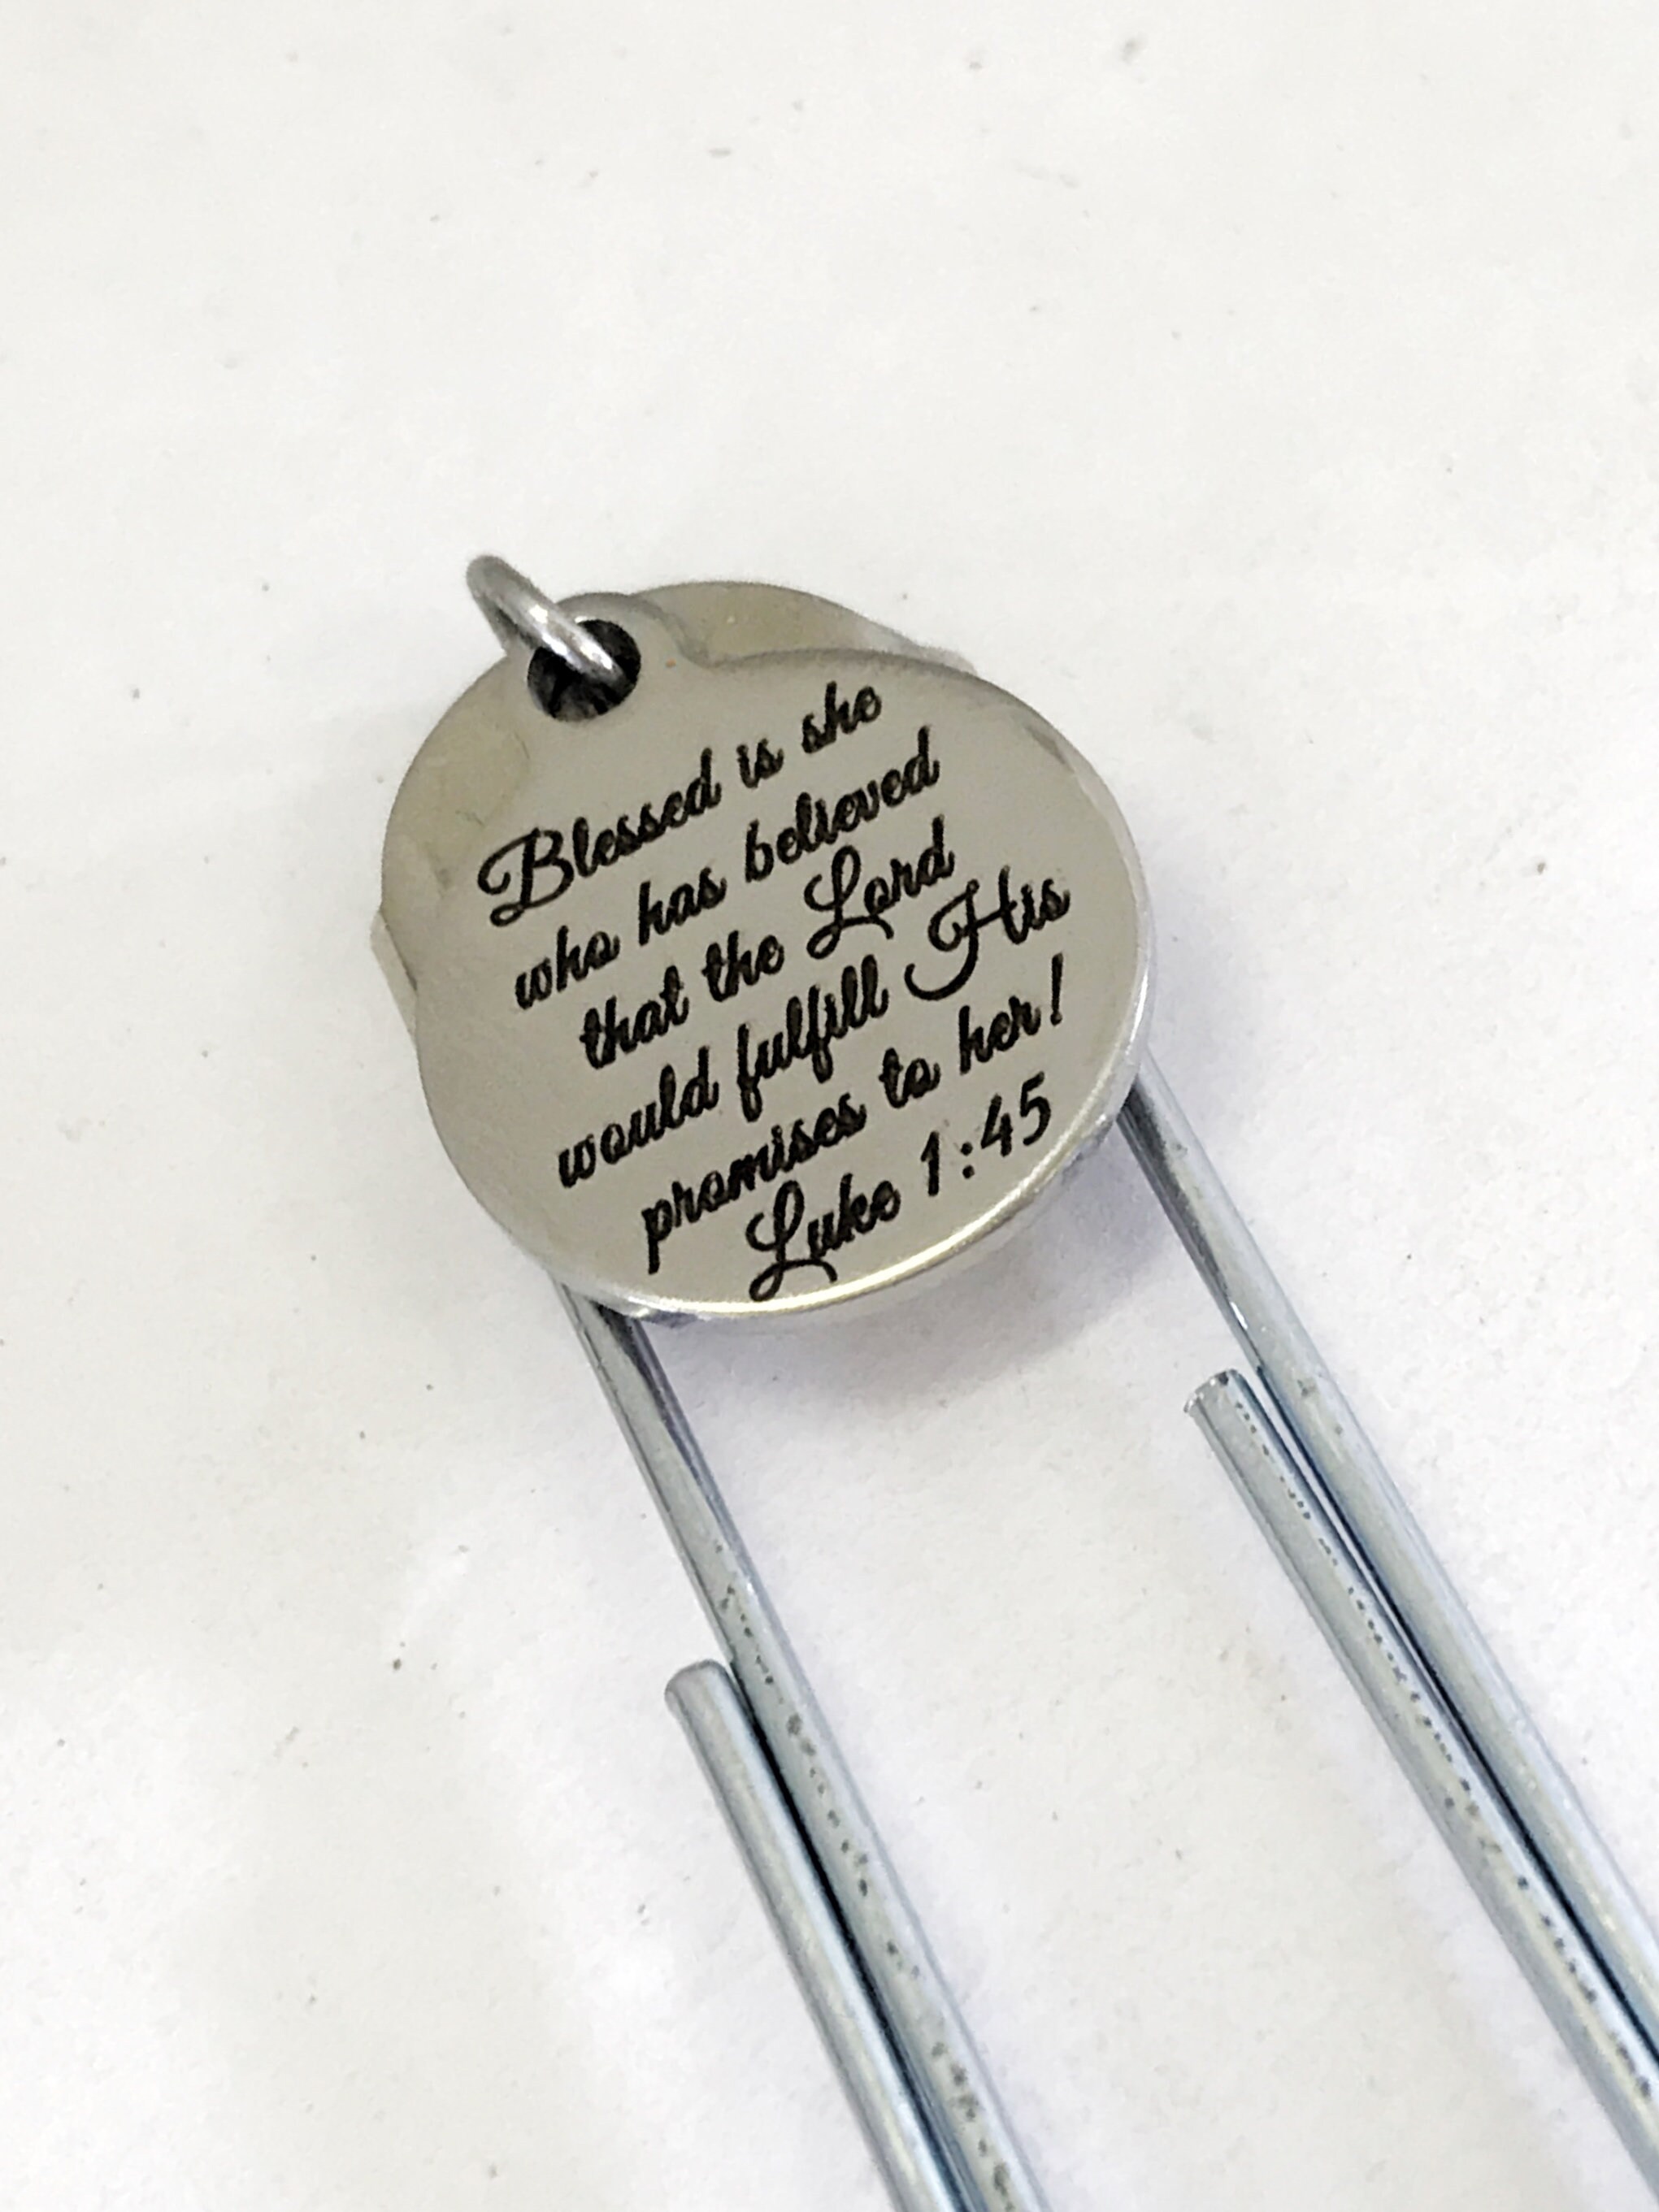 Blessed is she
who has believed
that the Lord
would fulfill His
promises to her!
Luke 1:45